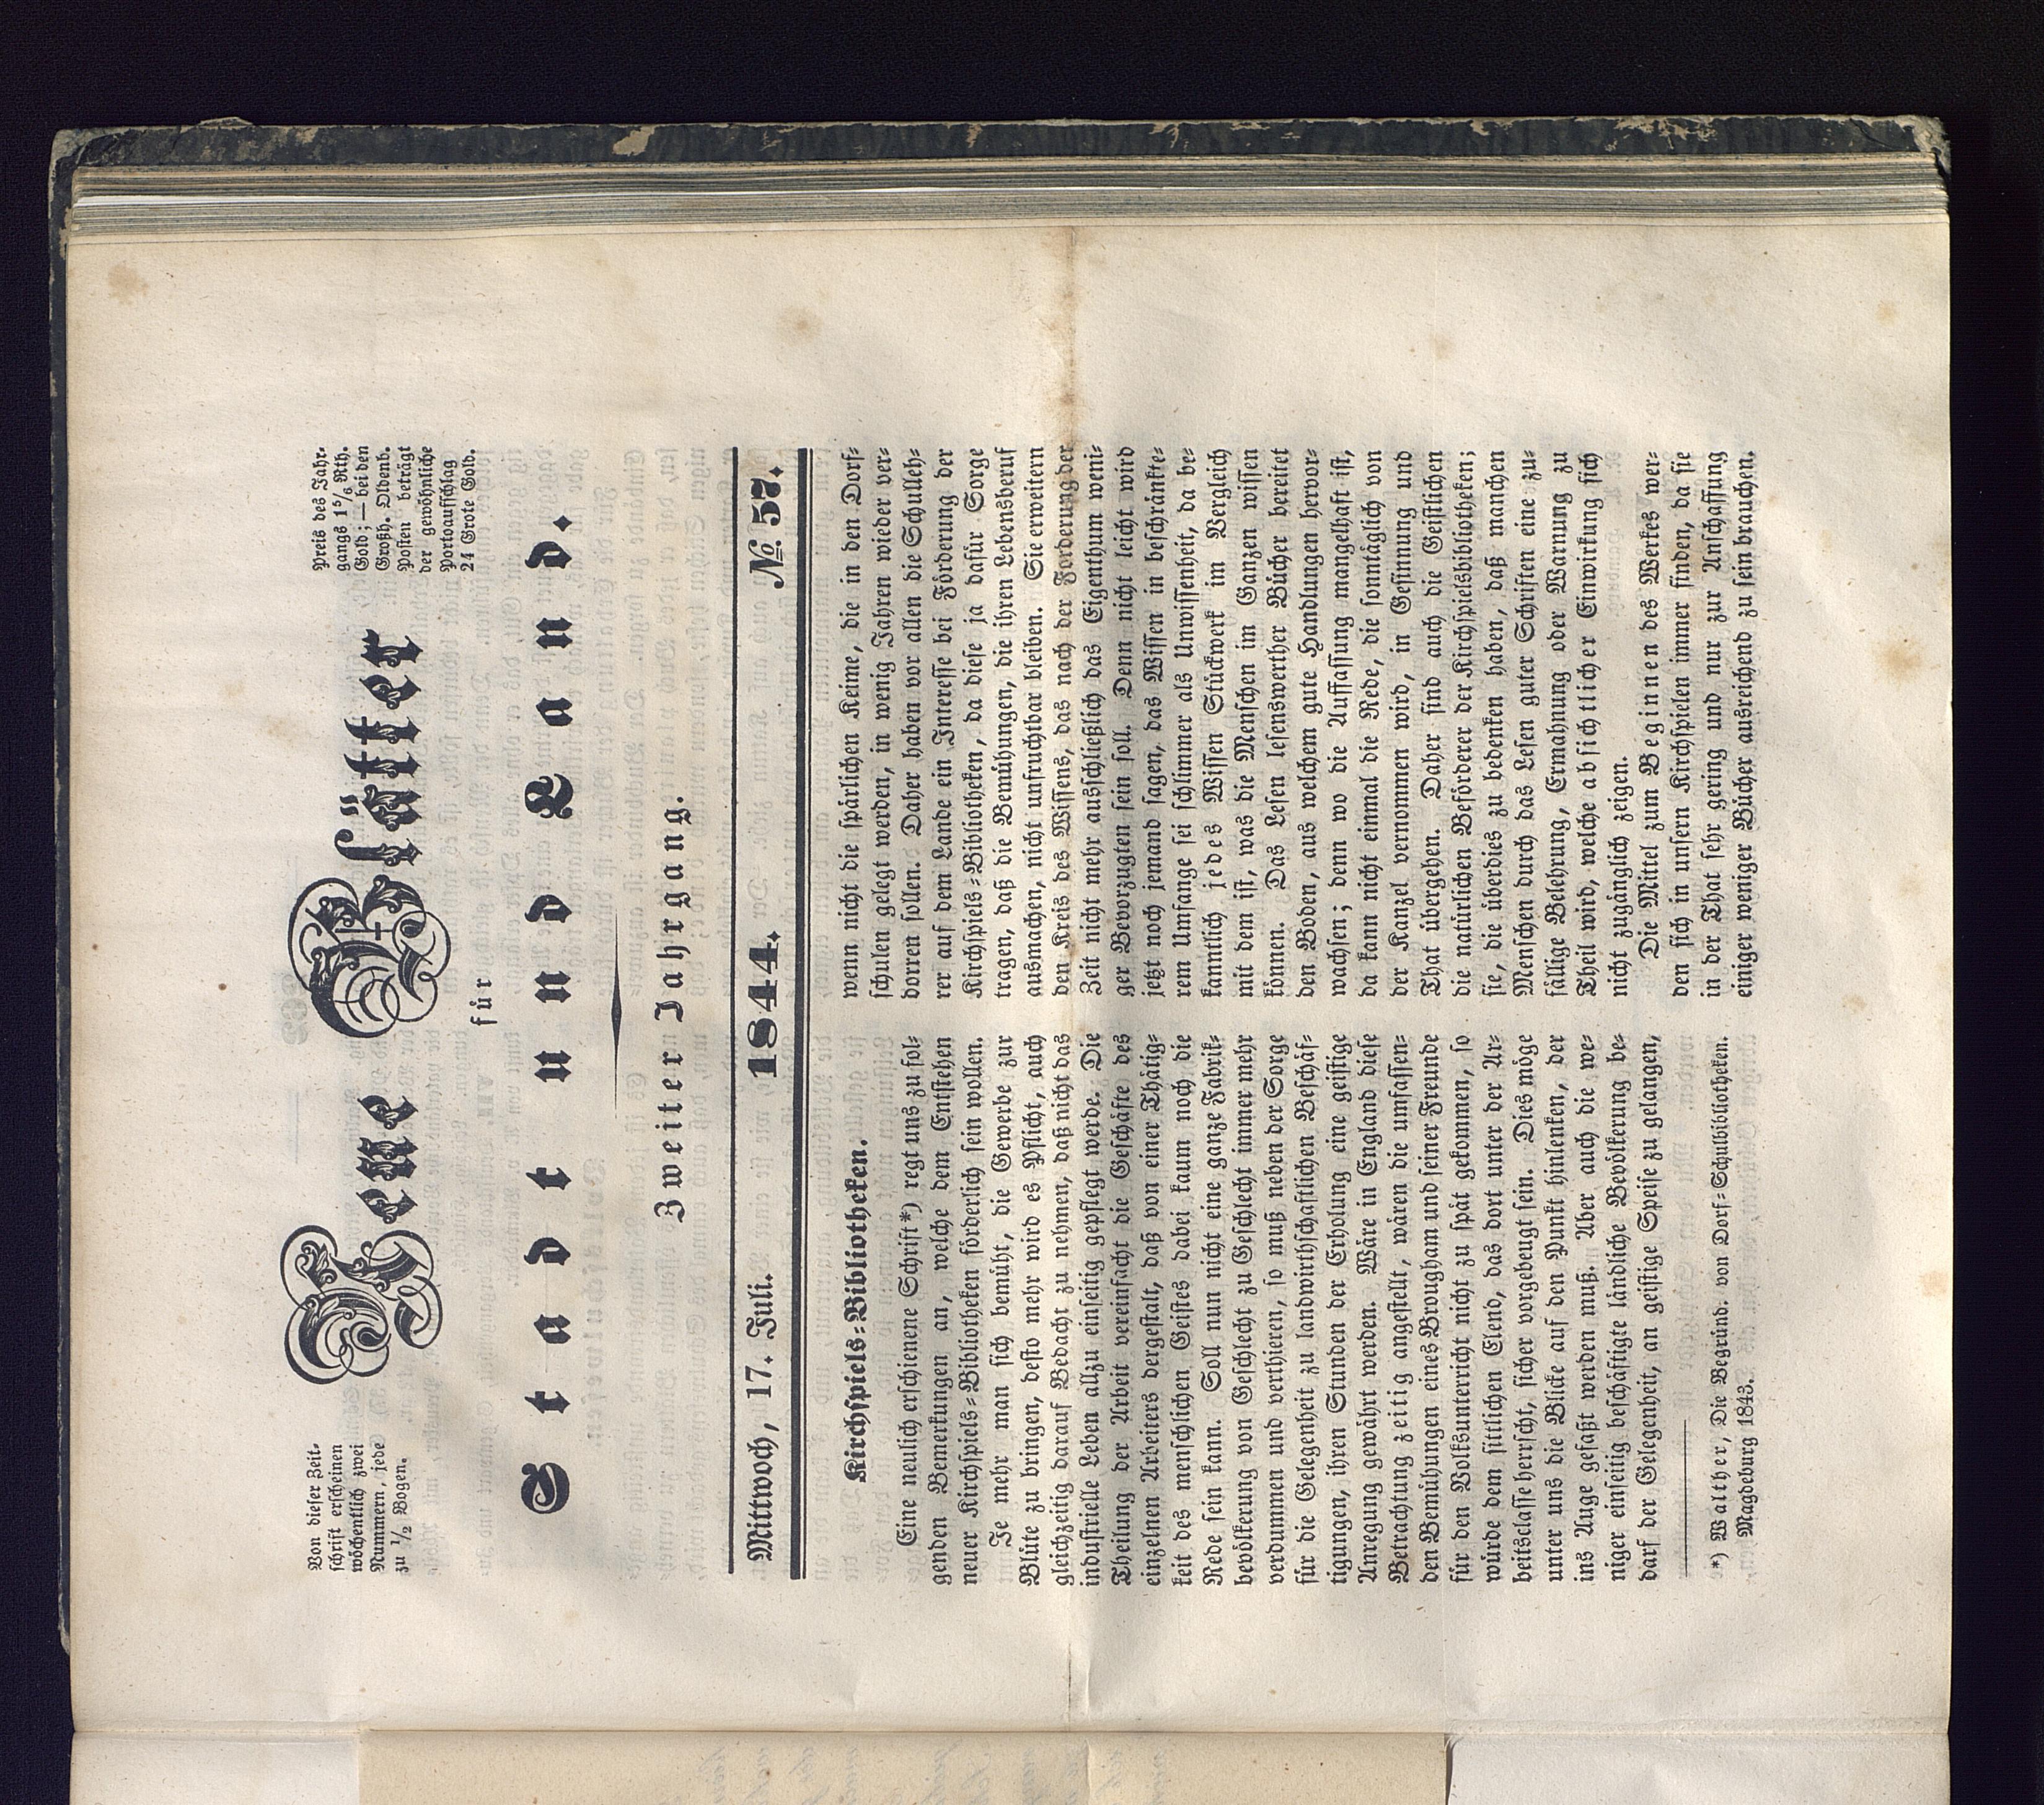 Von dieser Zeit-
schrift erscheinen
wöchentlich zwei
Nummern, jede
zu 1/2 Bogen.
Neue Blätter
Preis des Jahr-
gangs 1 5/6 Rth.
Gold; — bei den
Großh. Oldenb.
Posten beträgt
der gewöhnliche
Portoaufschlag
24 Grote Gold.
für
Stadt und Land.
Zweiter Jahrgang.
Mittwoch, 17. Juli. 1844. No. 57.
Kirchspiels-Bibliotheken.
Eine neulich erschienene Schrift*) regt uns zu fol-
genden Bemerkungen an, welche dem Entstehen
neuer Kirchspiels-Bibliotheken förderlich sein wollen.
Je mehr man sich bemüht, die Gewerbe zur
Blüte zu bringen, desto mehr wird es Pflicht, auch
gleichzeitig darauf Bedacht zu nehmen, daß nicht das
industrielle Leben allzu einseitig gepflegt werde. Die
Theilung der Arbeit vereinfacht die Geschäfte des
einzelnen Arbeiters dergestalt, daß von einer Thätig-
keit des menschlichen Geistes dabei kaum noch die
Rede sein kann. Soll nun nicht eine ganze Fabrik-
bevölkerung von Geschlecht zu Geschlecht immer mehr
verdummen und verthieren, so muß neben der Sorge
für die Gelegenheit zu landwirthschaftlichen Beschäf-
tigungen, ihren Stunden der Erholung eine geistige
Anregung gewährt werden. Wäre in England diese
Betrachtung zeitig angestellt, wären die umfassen-
den Bemühungen eines Brougham und seiner Freunde
für den Volksunterricht nicht zu spät gekommen, so
würde dem sittlichen Elend, das dort unter der Ar-
beitsclasse herrscht, sicher vorgebeugt sein. Dies möge
unter uns die Blicke auf den Punkt hinlenken, der
ins Auge gefaßt werden muß. Aber auch die we-
niger einseitig beschäftigte ländliche Bevölkerung be-
darf der Gelegenheit, an geistige Speise zu gelangen,
*) Walther, Die Begründ. von Dorf-Schulbibliotheken.
Magdeburg 1843.
wenn nicht die spärlichen Keime, die in den Dorf-
schulen gelegt werden, in wenig Jahren wieder ver-
dorren sollen. Daher haben vor allen die Schulleh-
rer auf dem Lande ein Interesse bei Förderung der
Kirchspiels-Bibliotheken, da diese ja dafür Sorge
tragen, daß die Bemühungen, die ihren Lebensberuf
ausmachen, nicht unfruchtbar bleiben. Sie erweitern
den Kreis des Wissens, das nach der Forderung der
Zeit nicht mehr ausschließlich das Eigenthum weni-
ger Bevorzugten sein soll. Denn nicht leicht wird
jetzt noch jemand sagen, das Wissen in beschränkte-
rem Umfange sei schlimmer als Unwissenheit, da be-
kanntlich jedes Wissen Stückwerk im Vergleich
mit dem ist, was die Menschen im Ganzen wissen
können. Das Lesen lesenswerther Bücher bereitet
den Boden, aus welchem gute Handlungen hervor-
wachsen; denn wo die Auffassung mangelhaft ist,
da kann nicht einmal die Rede, die sonntäglich von
der Kanzel vernommen wird, in Gesinnung und
That übergehen. Daher sind auch die Geistlichen
die natürlichen Beförderer der Kirchspielsbibliotheken;
sie, die überdies zu bedenken haben, daß manchen
Menschen durch das Lesen guter Schriften eine zu-
fällige Belehrung, Ermahnung oder Warnung zu
Theil wird, welche absichtlicher Einwirkung sich
nicht zugänglich zeigen.
Die Mittel zum Beginnen des Werkes wer-
den sich in unsern Kirchspielen immer finden, da sie
in der That sehr gering und nur zur Anschaffung
einiger weniger Bücher ausreichend zu sein brauchen.